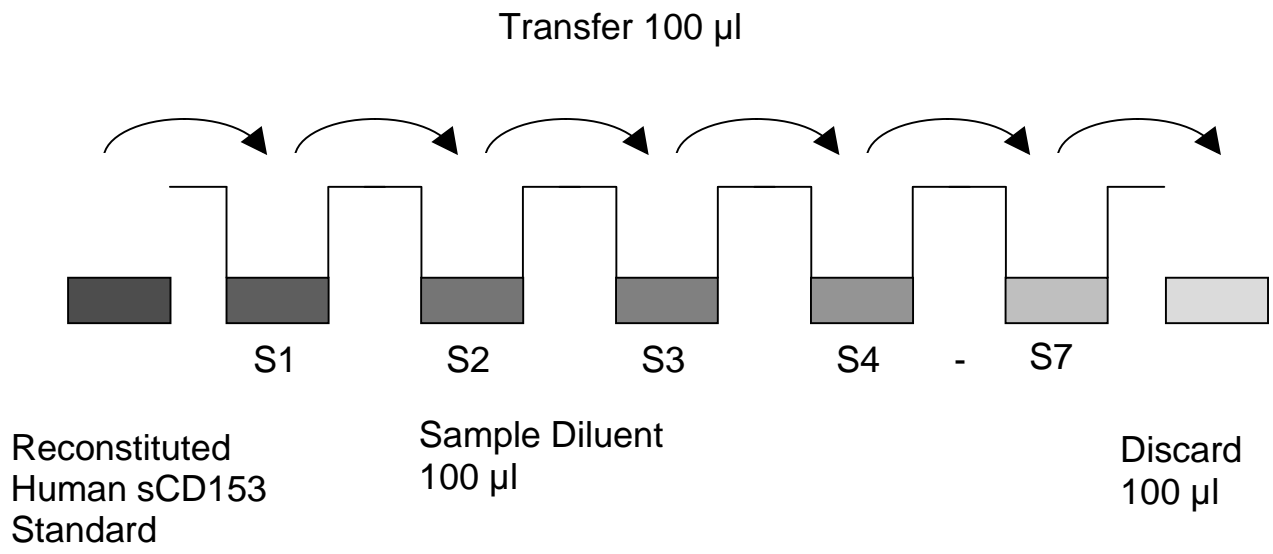 Transfer 100 µl
S1 S2 S3 S4 - S7
Reconstituted
Human sCD153
Standard
Sample Diluent
100 µl
Discard
100 µl